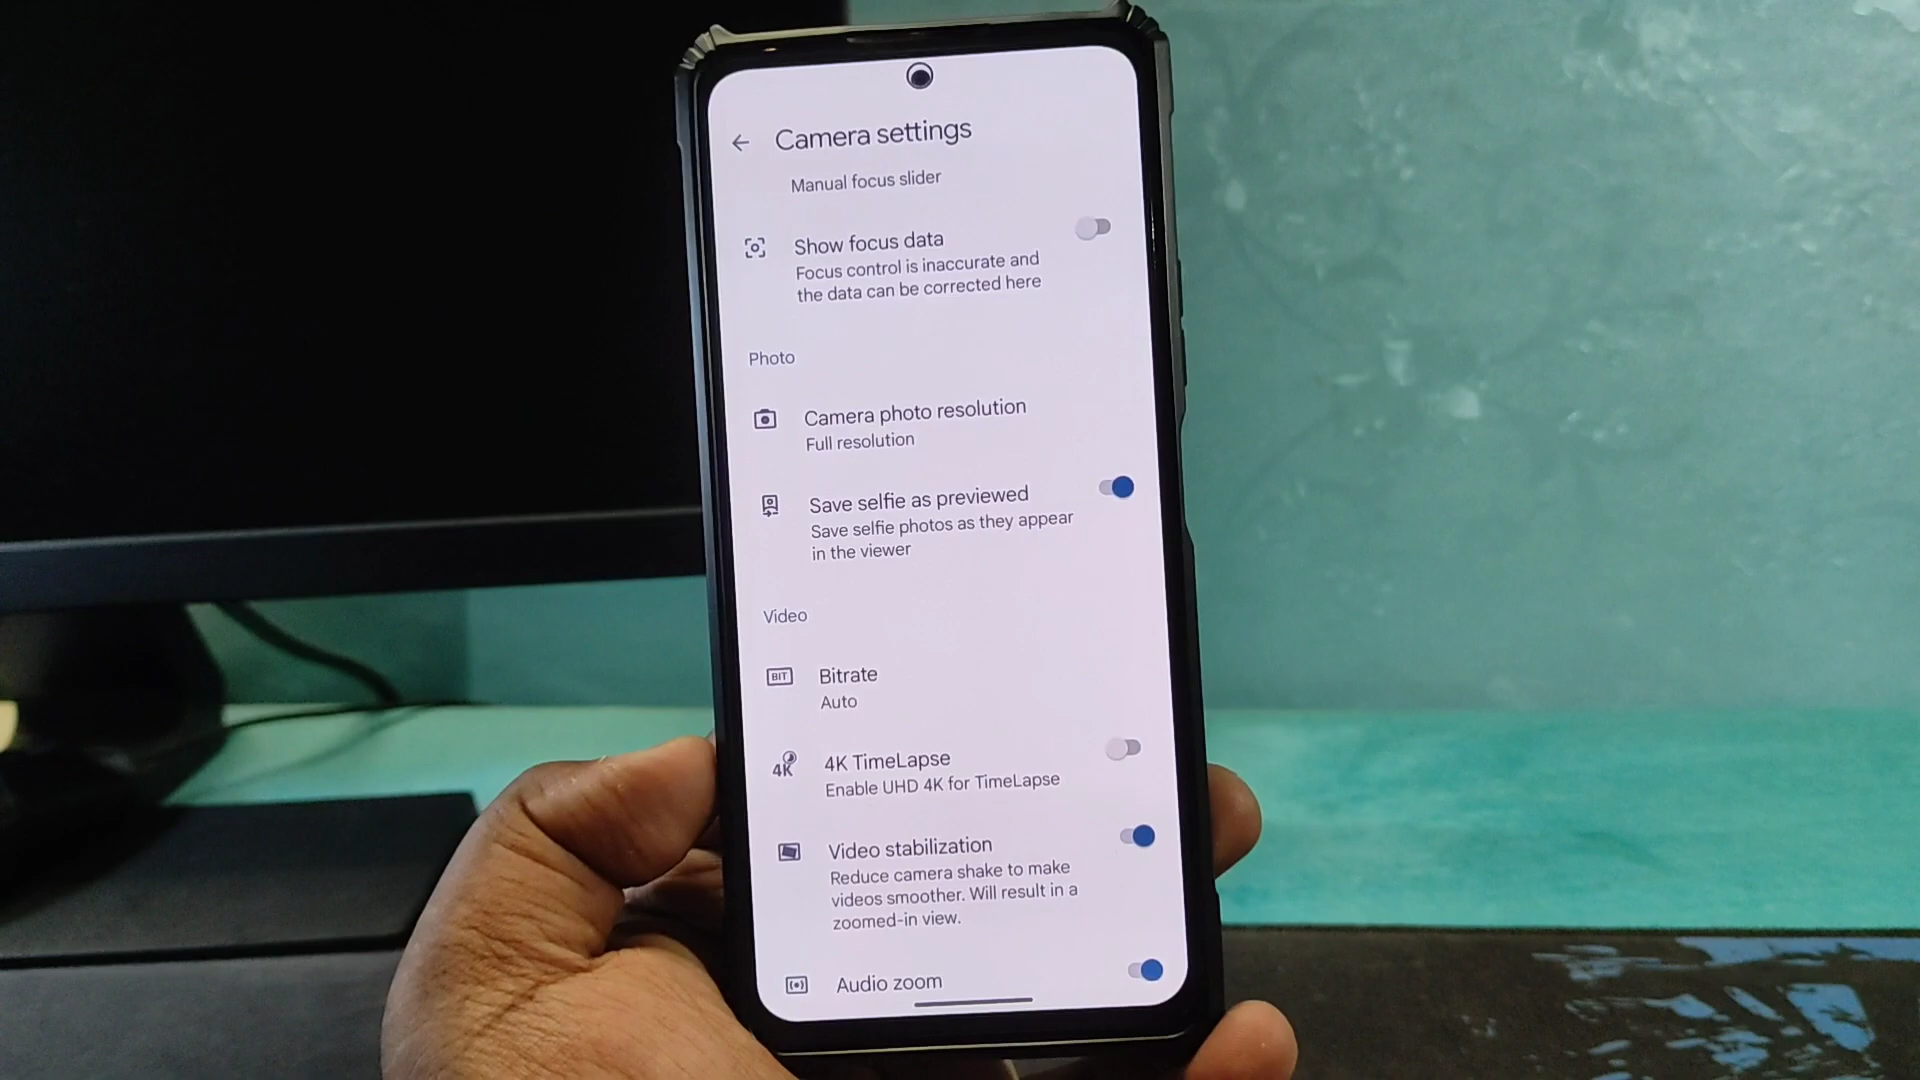 Camera settings
Manual focus slider
Show focus data
Focus control is inaccurate and
the data can be corrected here
Photo
Camera photo resolution
Full resolution
Save selfie as previewed
Save selfie photos as they appear
in the viewer
Video
BIT
Bitrate
Auto
4K
4K TimeLapse
Enable UHD 4K for TimeLapse
Video stabilization
Reduce camera shake to make
videos smoother. Will result in a
zoomed-in view.
Audio zoom